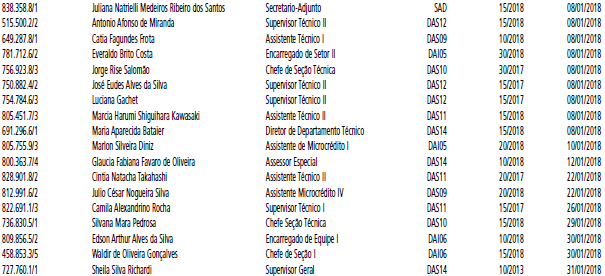 838.358.8/1 Juliana Natrielli Medeiros Ribeiro dos Santos Secretario-Adjunto SAD 15/2018 08/01/2018
515.500.2/2 Antonio Afonso de Miranda Supervisor Técnico II DAS12 15/2018 08/01/2018
649.287.8/1 Catia Fagundes Frota Assistente Técnico I DAS09 10/2018 08/01/2018
781.712.6/2 Everaldo Brito Costa Encarregado de Setor II DAI05 30/2018 08/01/2018
756.923.8/3 Jorge Rise Salomão Chefe de Seção Técnica DAS10 30/2017 08/01/2018
750.882.4/2 José Eudes Alves da Silva Supervisor Técnico II DAS12 15/2017 08/01/2018
754.784.6/3 Luciana Gachet Supervisor Técnico II DAS12 15/2017 08/01/2018
805.451.7/3 Marcia Harumi Shiguihara Kawasaki Assistente Técnico II DAS11 15/2018 08/01/2018
691.296.6/1 Maria Aparecida Bataier Diretor de Departamento Técnico DAS14 15/2018 08/01/2018
805.755.9/3 Marlon Silveira Diniz Assistente de Microcrédito I DAI05 20/2018 10/01/2018
800.363.7/4 Glaucia Fabiana Favaro de Oliveira Assessor Especial DAS14 10/2018 12/01/2018
828.901.8/2 Cintia Natacha Takahashi Assistente Técnico II DAS11 20/2017 22/01/2018
812.991.6/2 Julio César Nogueira Silva Assistente Microcrédito IV DAS09 20/2018 22/01/2018
822.691.1/3 Camila Alexandrino Rocha Supervisor Técnico I DAS11 15/2017 26/01/2018
736.830.5/1 Silvana Mara Pedrosa Chefe Seção Técnica DAS10 15/2018 29/01/2018
809.856.5/2 Edson Arthur Alves da Silva Encarregado de Equipe I DAI06 10/2018 30/01/2018
458.853.3/5 Waldir de Oliveira Gonçalves Chefe de Seção I DAI06 15/2018 30/01/2018
727.760.1/1 Sheila Silva Richardi Supervisor Geral DAS14 10/2013 31/01/2018